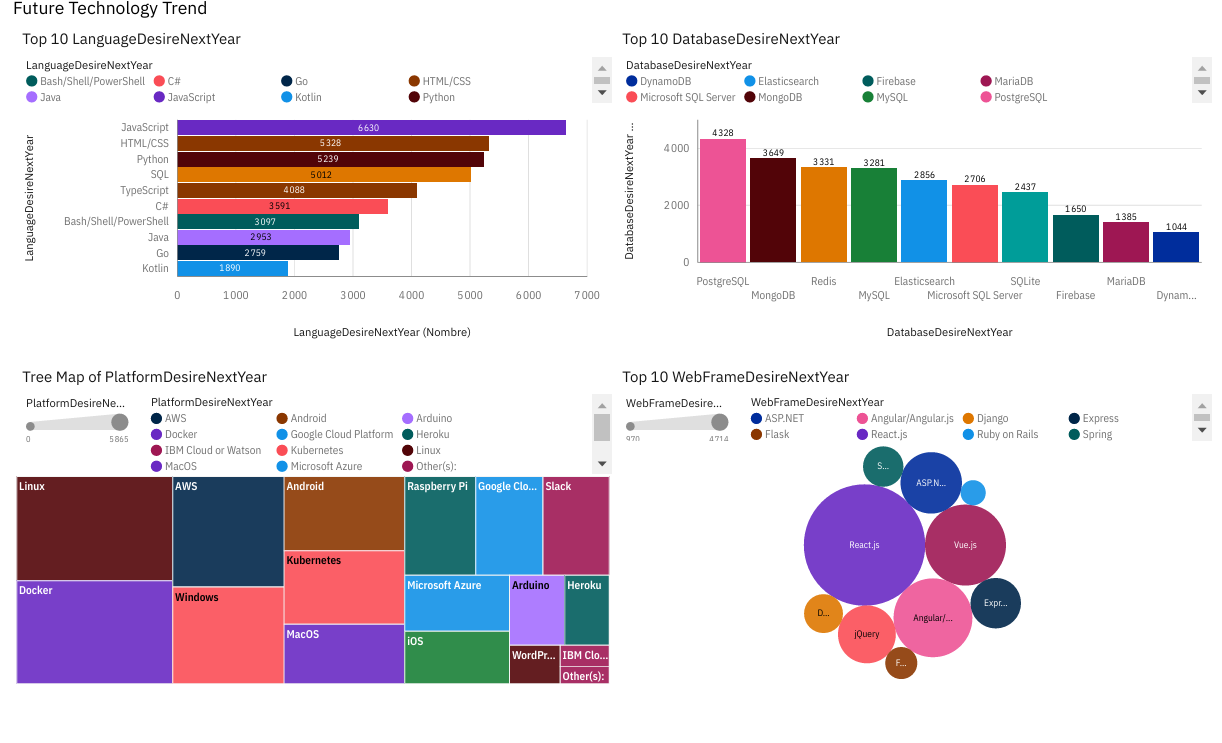 Future Technology Trend
Top 10 LanguageDesireNextYear
LanguageDesireNextYear
Bash/Shell/PowerShell C# Go HTML/CSS
Java JavaScript Kotlin Python
LanguageDesireNextYear
JavaScript 6630
HTML/CSS 5328
Python 5239
SQL 5012
TypeScript 4088
C# 3591
Bash/Shell/PowerShell 3097
Java 2953
Go 2759
Kotlin 1890
0 1000 2000 3000 4000 5000 6000 7000
LanguageDesireNextYear (Nombre)
Top 10 DatabaseDesireNextYear
DatabaseDesireNextYear
DynamoDB Elasticsearch Firebase MariaDB
Microsoft SQL Server MongoDB MySQL PostgreSQL
DatabaseDesireNextYear ...
4000
2000
0
4328 3649 3331 3281 2856 2706 2437 1650 1385 1044
PostgreSQL Redis Elasticsearch SQLite MariaDB
MongoDB MySQL Microsoft SQL Server Firebase Dynam...
DatabaseDesireNextYear
Tree Map of PlatformDesireNextYear
PlatformDesireNe...
0 5865
PlatformDesireNextYear
AWS Android Arduino
Docker Google Cloud Platform Heroku
IBM Cloud or Watson Kubernetes Linux
MacOS Microsoft Azure Other(s):
Linux AWS Android Raspberry Pi Google Clo... Slack
Kubernetes
Docker Windows Microsoft Azure Arduino Heroku
MacOS iOS
WordPr... IBM Clo...
Other(s):
Top 10 WebFrameDesireNextYear
WebFrameDesire...
970 4714
WebFrameDesireNextYear
ASP.NET Angular/Angular.js Django Express
Flask React.js Ruby on Rails Spring
S...
ASP.N...
React.js Vue.js
Expr...
D... Angular/...
jQuery
F...